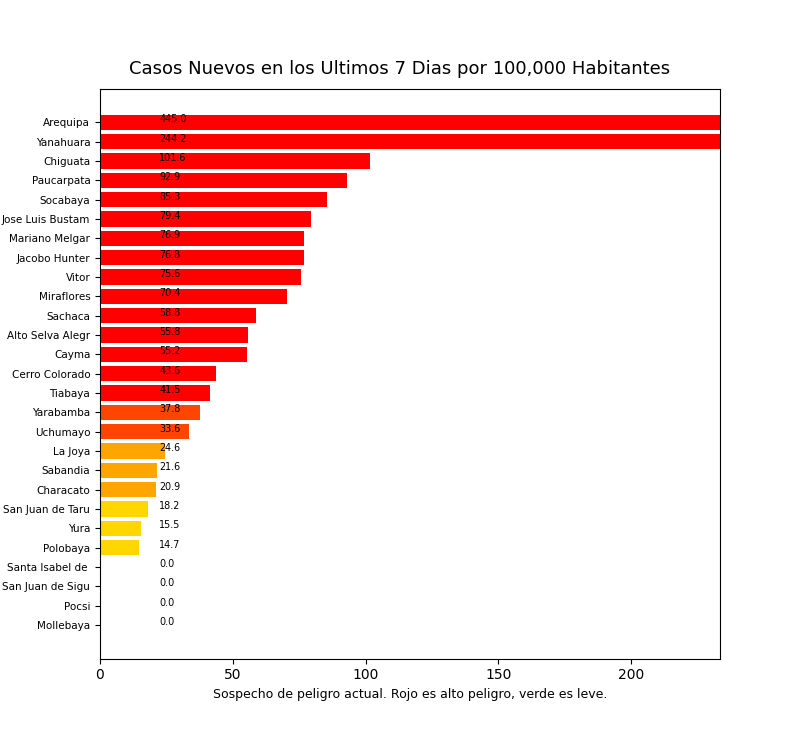 Casos Nuevos en los Ultimos 7 Dias por 100,000 Habitantes
Arequipa 445.0
Yanahuara 244.2
Chiguata 101.6
Paucarpata 92.9
Socabaya 85.3
Jose Luis Bustam 79.4
Mariano Melgar 76.9
Jacobo Hunter 76.8
Vitor 75.6
Miraflores 70.4
Sachaca 58.8
Alto Selva Alegr 55.8
Cayma 55.2
Cerro Colorado 43.6
Tiabaya 41.5
Yarabamba 37.8
Uchumayo 33.6
La Joya 24.6
Sabandia 21.6
Characato 20.9
San Juan de Taru 18.2
Yura 15.5
Polobaya 14.7
Santa Isabel de 0.0
San Juan de Sigu 0.0
Pocsi 0.0
Mollebaya 0.0
0 50 100 150 200
Sospecho de peligro actual. Rojo es alto peligro, verde es leve.